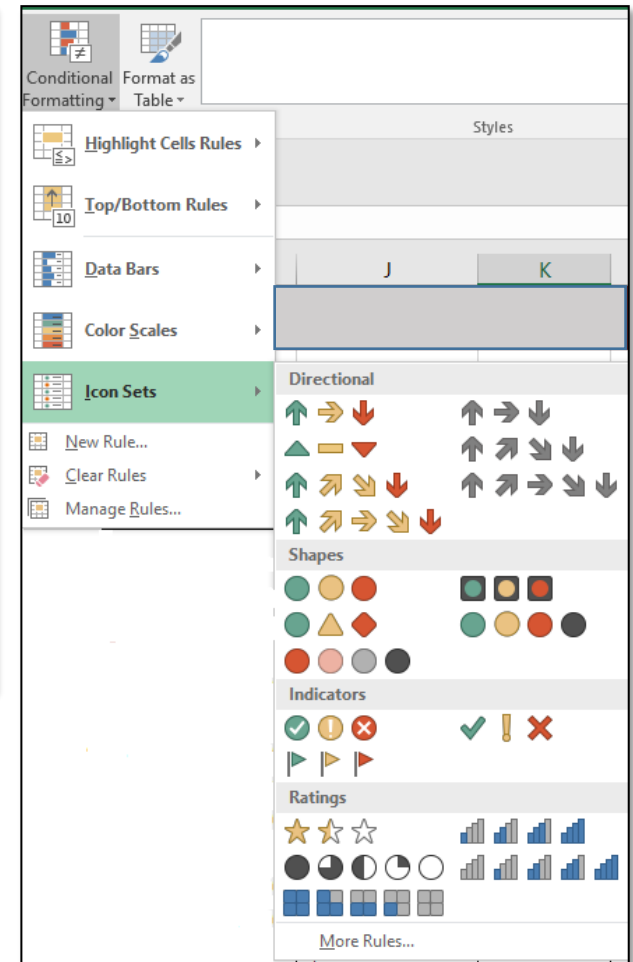 Conditional Format as
Formatting Table
Styles
≤>
Highlight Cells Rules
10
Top/Bottom Rules
Data Bars
J K
Color Scales
Icon Sets
Directional
New Rule...
Clear Rules
Manage Rules...
Shapes
Indicators
Ratings
More Rules...